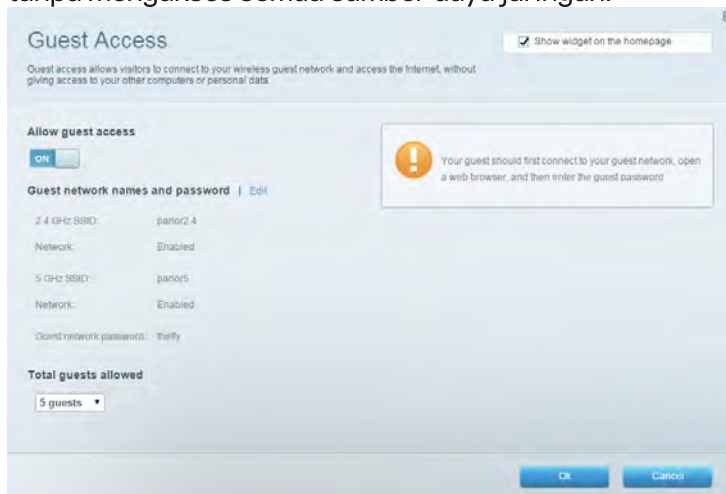 tanpa mengakses semua sumber daya jaringan.
Guest Access
Show widget on the homepage
Guest access allows visitors to connect to your wireless guest network and access the Internet, without
giving access to your other computers or personal data.
Allow guest access
ON
Your guest should first connect to your guest network, open
a web browser, and then enter the guest password
Guest network names and password | Edit
2.4 GHz SSID: parlor2.4
Network: Enabled
5 GHz SSID: parlor5
Network: Enabled
Guest network password: thefly
Total guests allowed
5 guests
Ok Cancel